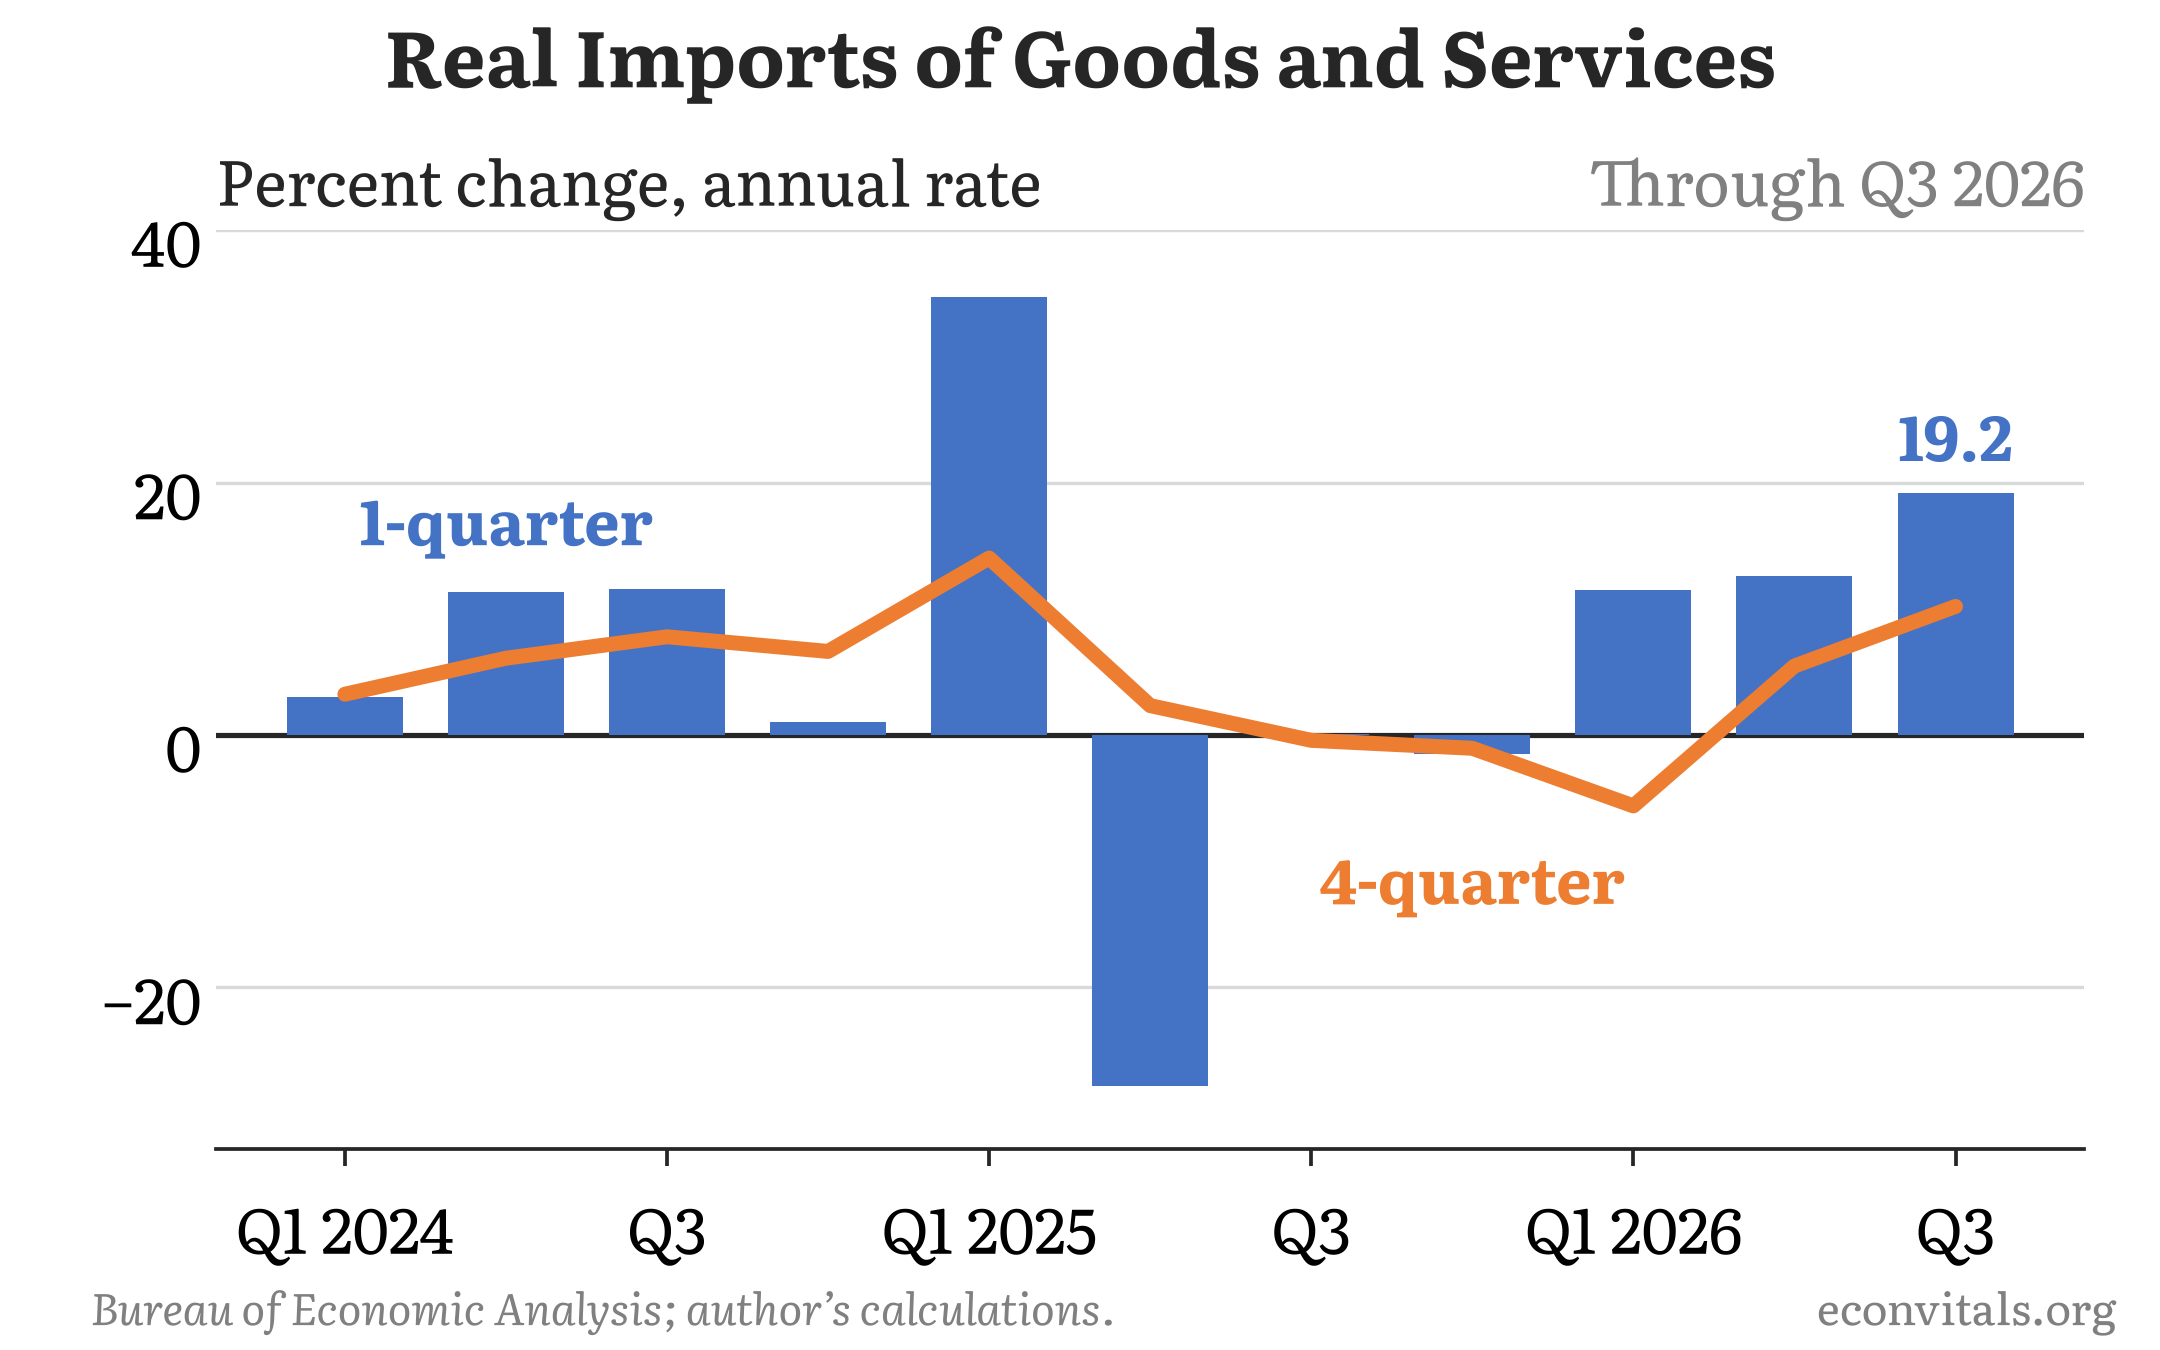 Real Imports of Goods and Services
Percent change, annual rate
Through Q3 2026
40
20
0
−20
1-quarter
19.2
4-quarter
Q1 2024
Q3
Q1 2025
Q3
Q1 2026
Q3
Bureau of Economic Analysis; author’s calculations.
econvitals.org